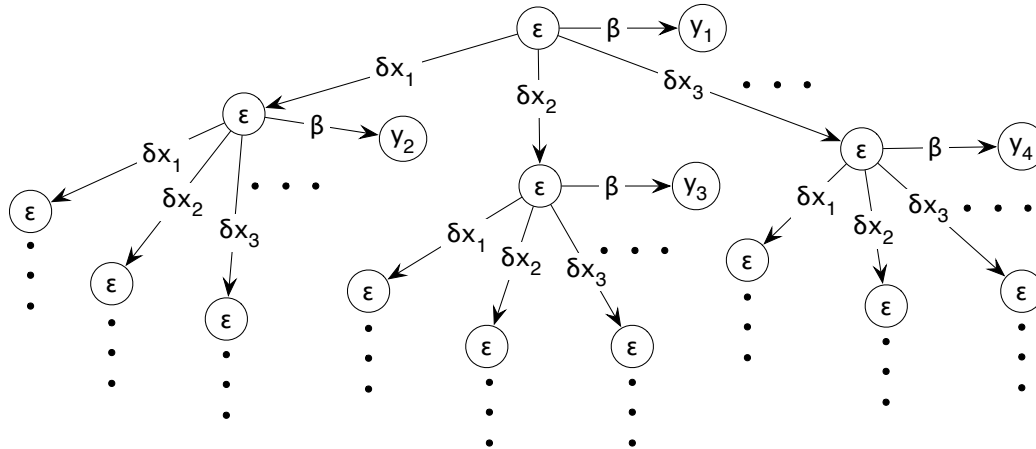 ε β y₁
δx₁ δx₂ δx₃ . . .
ε β y₂
ε β y₄
δx₁ δx₂ δx₃ . . .
ε β y₃
δx₁ δx₂ δx₃ . . .
δx₁ δx₂ δx₃ . . .
ε ε ε
ε ε ε
ε ε ε